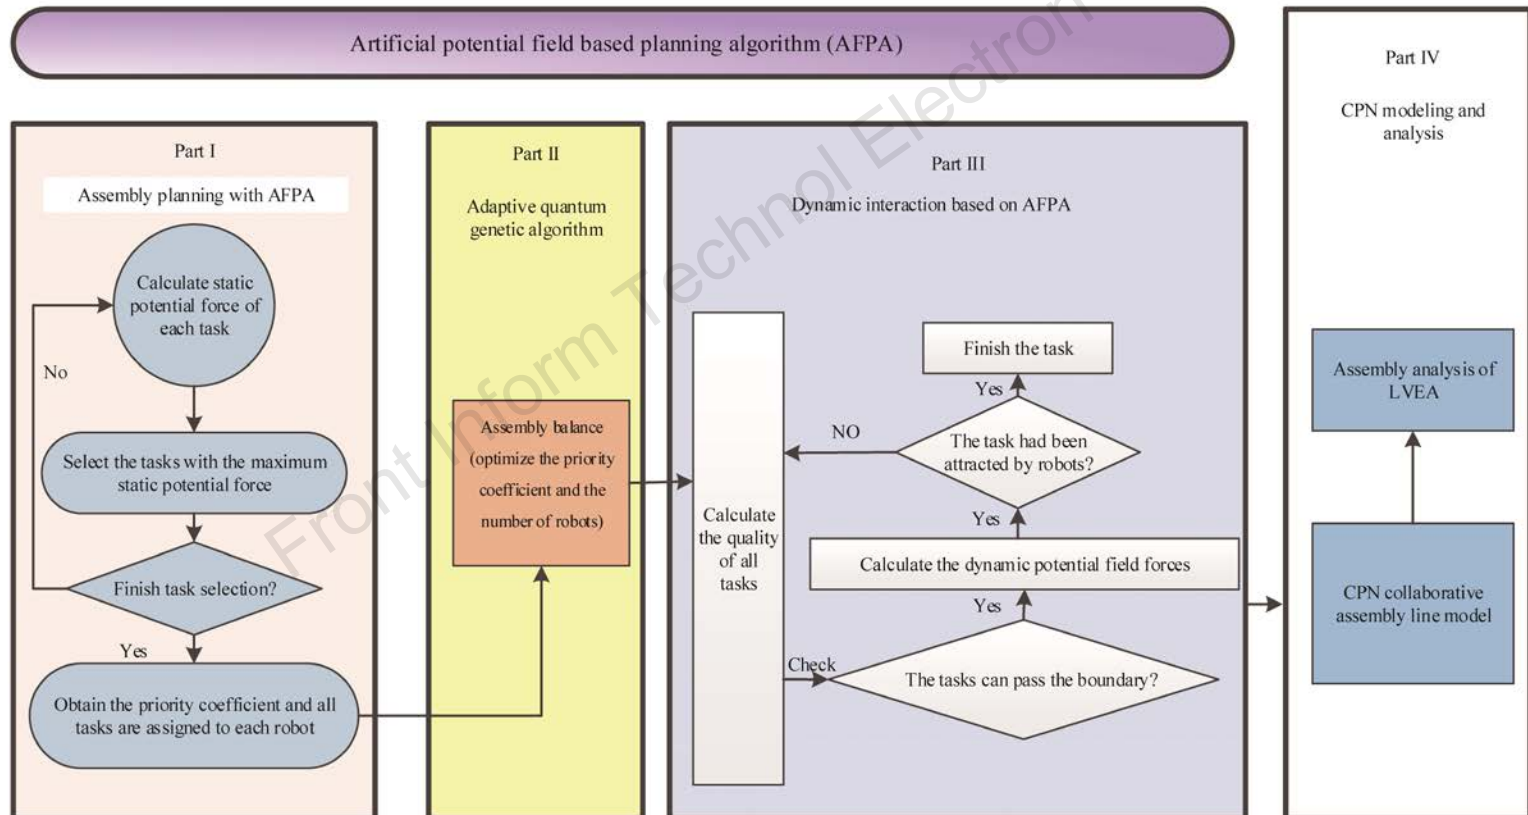 Artificial potential field based planning algorithm (AFPA)
Part I
Assembly planning with AFPA
Calculate static
potential force of
each task
No
Select the tasks with the maximum
static potential force
Finish task selection?
Yes
Obtain the priority coefficient and all
tasks are assigned to each robot
Part II
Adaptive quantum
genetic algorithm
Assembly balance
(optimize the priority
coefficient and the
number of robots)
Part III
Dynamic interaction based on AFPA
Calculate
the quality
of all
tasks
Finish the task
Yes
NO
The task had been
attracted by robots?
Yes
Calculate the dynamic potential field forces
Yes
Check
The tasks can pass the boundary?
Part IV
CPN modeling and
analysis
Assembly analysis of
LVEA
CPN collaborative
assembly line model
Front Inform Technol Electron